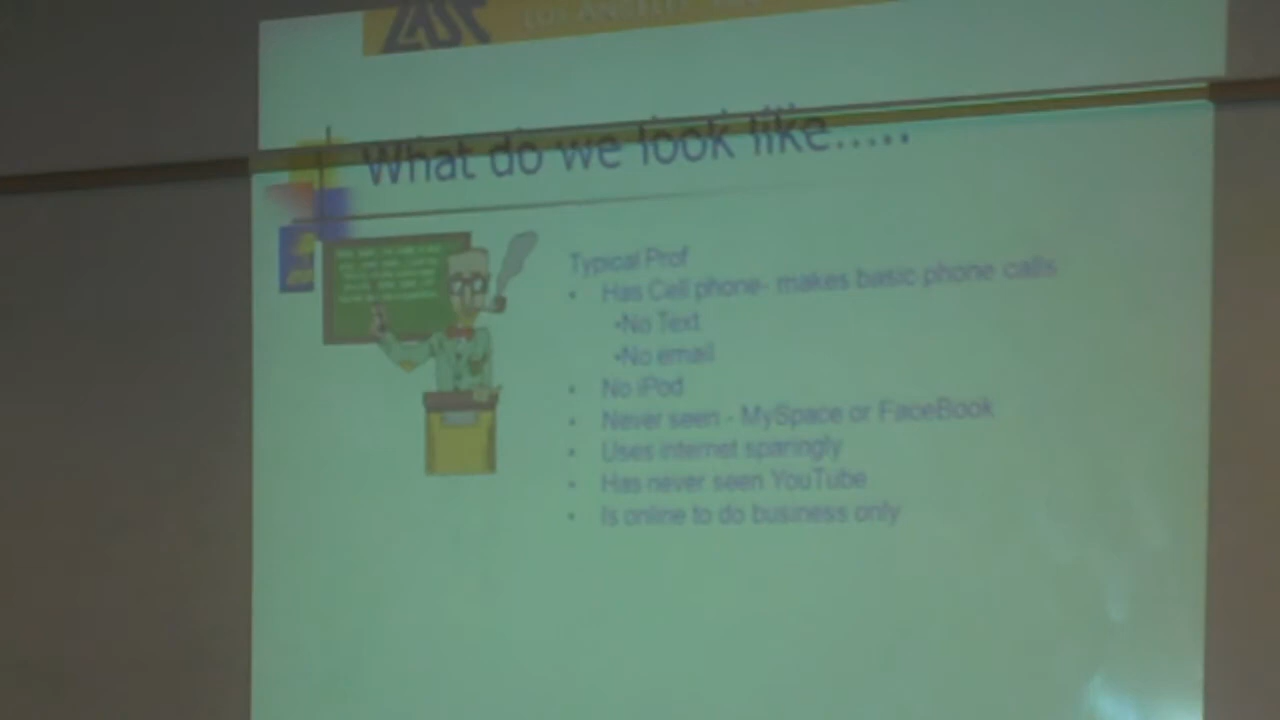 LOS ANGELES
What do we look like.....
Typical Prof
• Has Cell phone- makes basic phone calls
•No Text
•No email
• No iPod
• Never seen - MySpace or FaceBook
• Uses internet sparingly
• Has never seen YouTube
• Is online to do business only